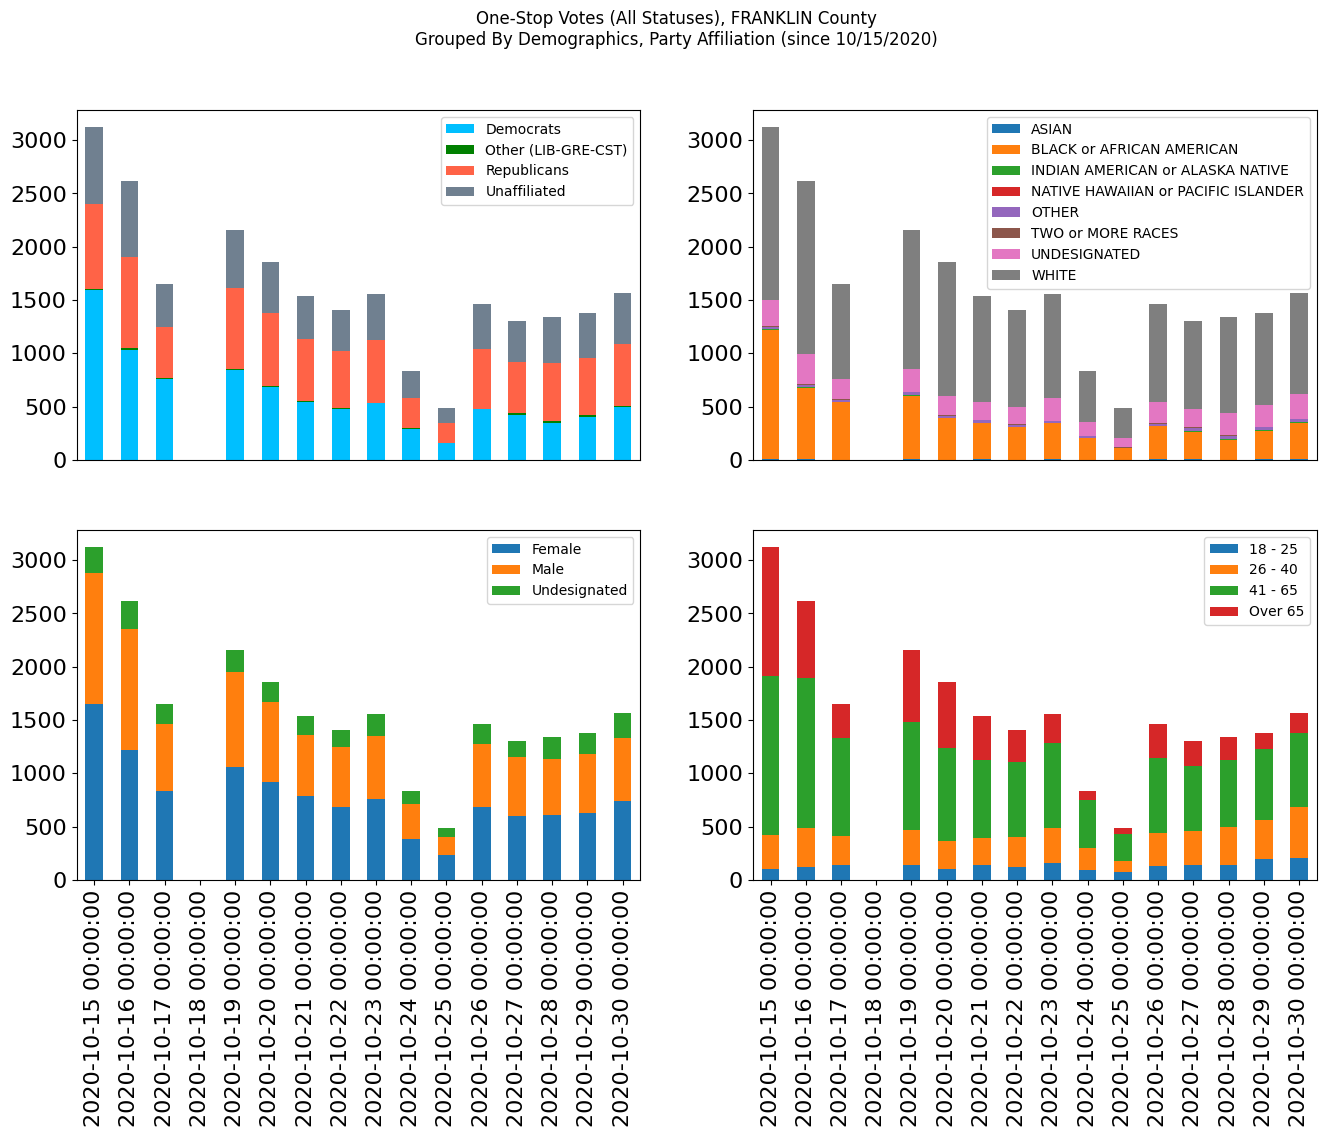 One-Stop Votes (All Statuses), FRANKLIN County
Grouped By Demographics, Party Affiliation (since 10/15/2020)
3000
2500
2000
1500
1000
500
0
Democrats
Other (LIB-GRE-CST)
Republicans
Unaffiliated
3000
2500
2000
1500
1000
500
0
ASIAN
BLACK or AFRICAN AMERICAN
INDIAN AMERICAN or ALASKA NATIVE
NATIVE HAWAIIAN or PACIFIC ISLANDER
OTHER
TWO or MORE RACES
UNDESIGNATED
WHITE
3000
2500
2000
1500
1000
500
0
Female
Male
Undesignated
2020-10-15 00:00:00
2020-10-16 00:00:00
2020-10-17 00:00:00
2020-10-18 00:00:00
2020-10-19 00:00:00
2020-10-20 00:00:00
2020-10-21 00:00:00
2020-10-22 00:00:00
2020-10-23 00:00:00
2020-10-24 00:00:00
2020-10-25 00:00:00
2020-10-26 00:00:00
2020-10-27 00:00:00
2020-10-28 00:00:00
2020-10-29 00:00:00
2020-10-30 00:00:00
3000
2500
2000
1500
1000
500
0
18 - 25
26 - 40
41 - 65
Over 65
2020-10-15 00:00:00
2020-10-16 00:00:00
2020-10-17 00:00:00
2020-10-18 00:00:00
2020-10-19 00:00:00
2020-10-20 00:00:00
2020-10-21 00:00:00
2020-10-22 00:00:00
2020-10-23 00:00:00
2020-10-24 00:00:00
2020-10-25 00:00:00
2020-10-26 00:00:00
2020-10-27 00:00:00
2020-10-28 00:00:00
2020-10-29 00:00:00
2020-10-30 00:00:00